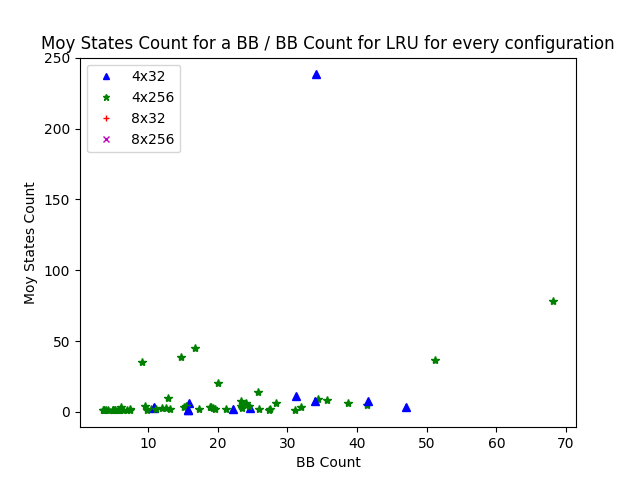 Moy States Count for a BB / BB Count for LRU for every configuration
4x32
4x256
8x32
8x256
250
200
150
100
50
0
Moy States Count
10 20 30 40 50 60 70
BB Count